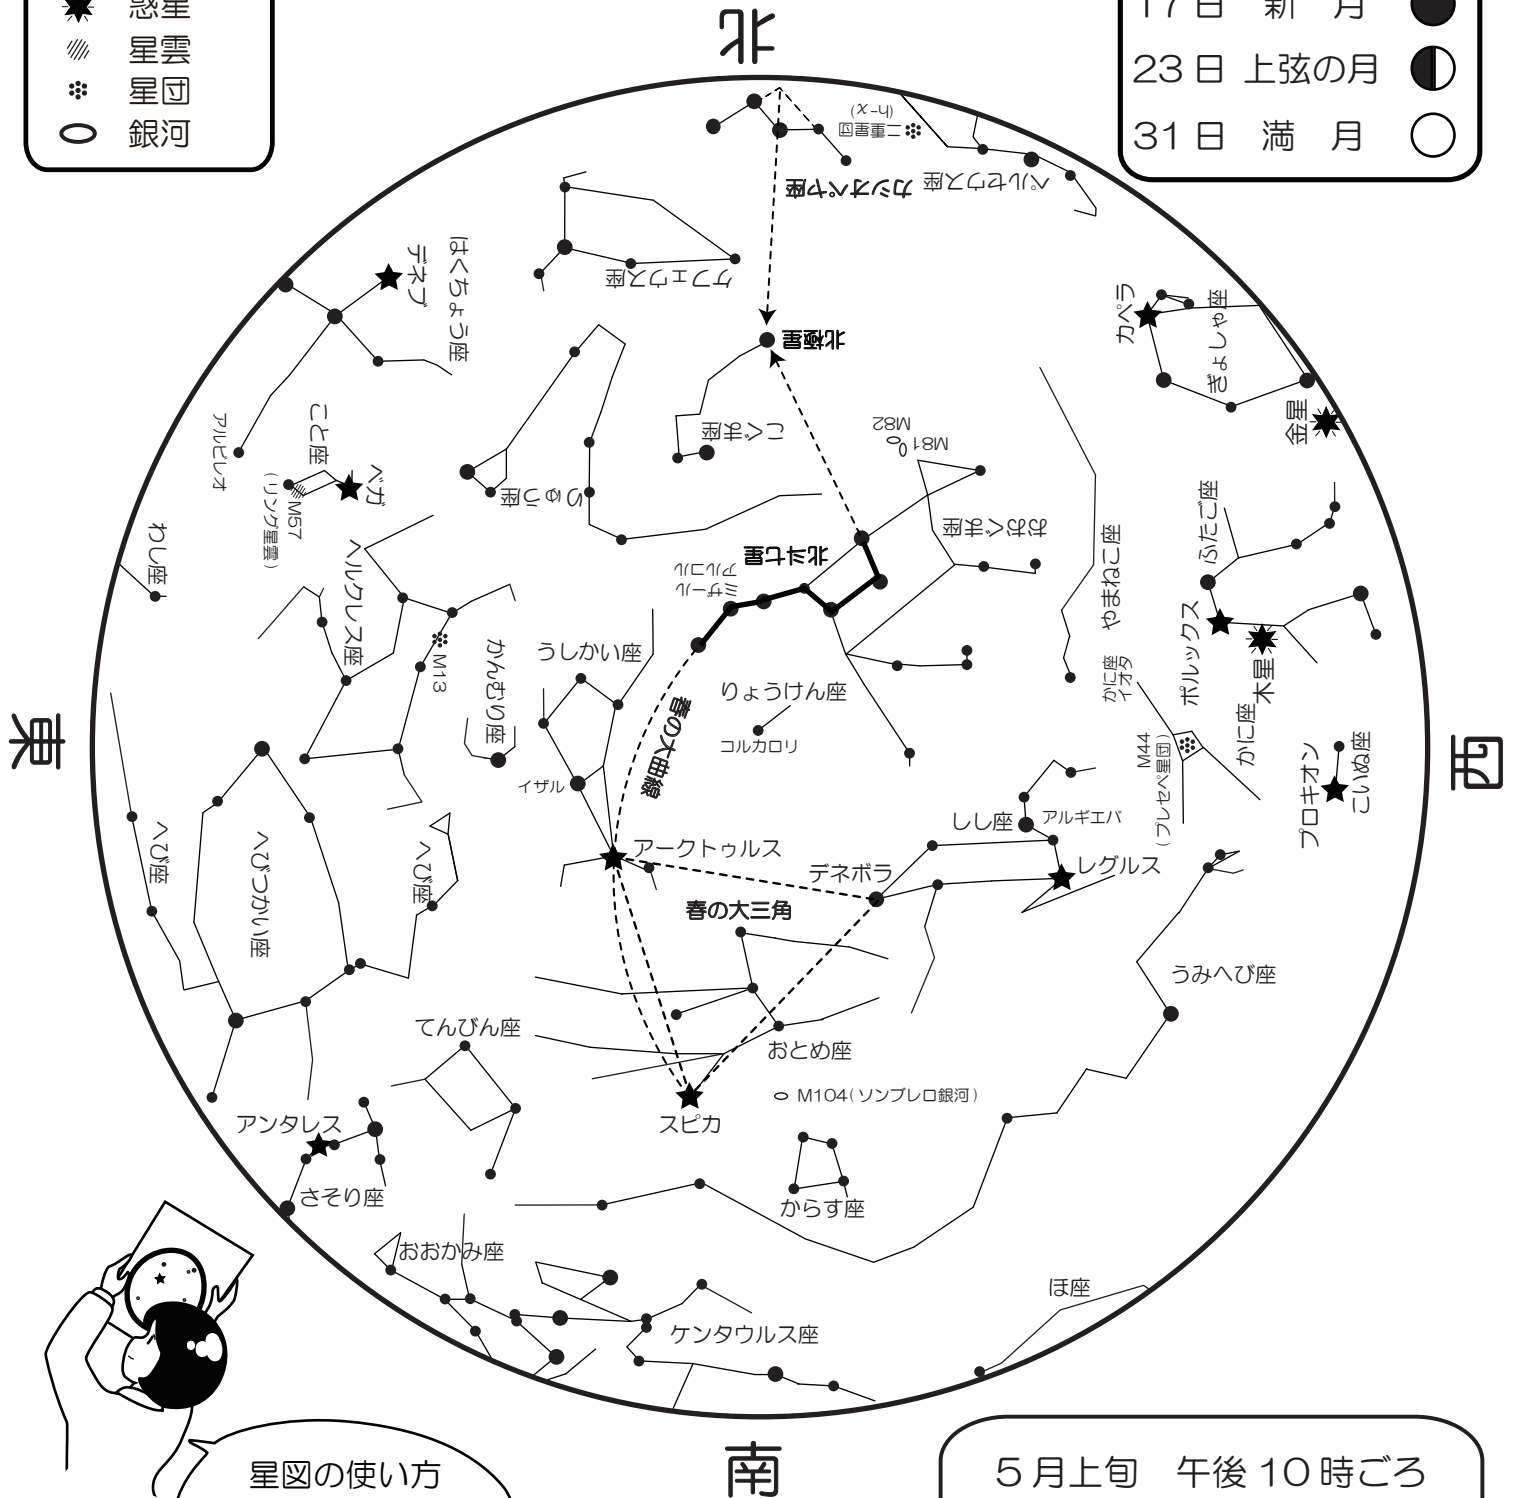 惑星
星雲
星団
銀河
北
17日 新 月
23日 上弦の月
31日 満 月
(h-χ)
二重星団
カシオペヤ座
ペルセウス座
ケフェウス座
デネブ
はくちょう座
北極星
カペラ
ぎょしゃ座
金星
アルビレオ
こと座
ベガ
M57
(リング星雲)
りゅう座
こぐま座
M82
M81
おおぐま座
北斗七星
ミザール
アルコル
やまねこ座
ふたご座
ポルックス
木星
わし座
ヘルクレス座
M13
かんむり座
うしかい座
りょうけん座
コルカロリ
春の大曲線
かに座
イオタ
かに座
M44
(プレセペ星団)
プロキオン
こいぬ座
東
西
イザル
しし座
アルギエバ
レグルス
アークトゥルス
デネボラ
春の大三角
へび座
へびつかい座
へび座
うみへび座
てんびん座
おとめ座
M104(ソンブレロ銀河)
スピカ
アンタレス
さそり座
からす座
おおかみ座
ケンタウルス座
ほ座
南
星図の使い方
5月上旬 午後10時ごろ